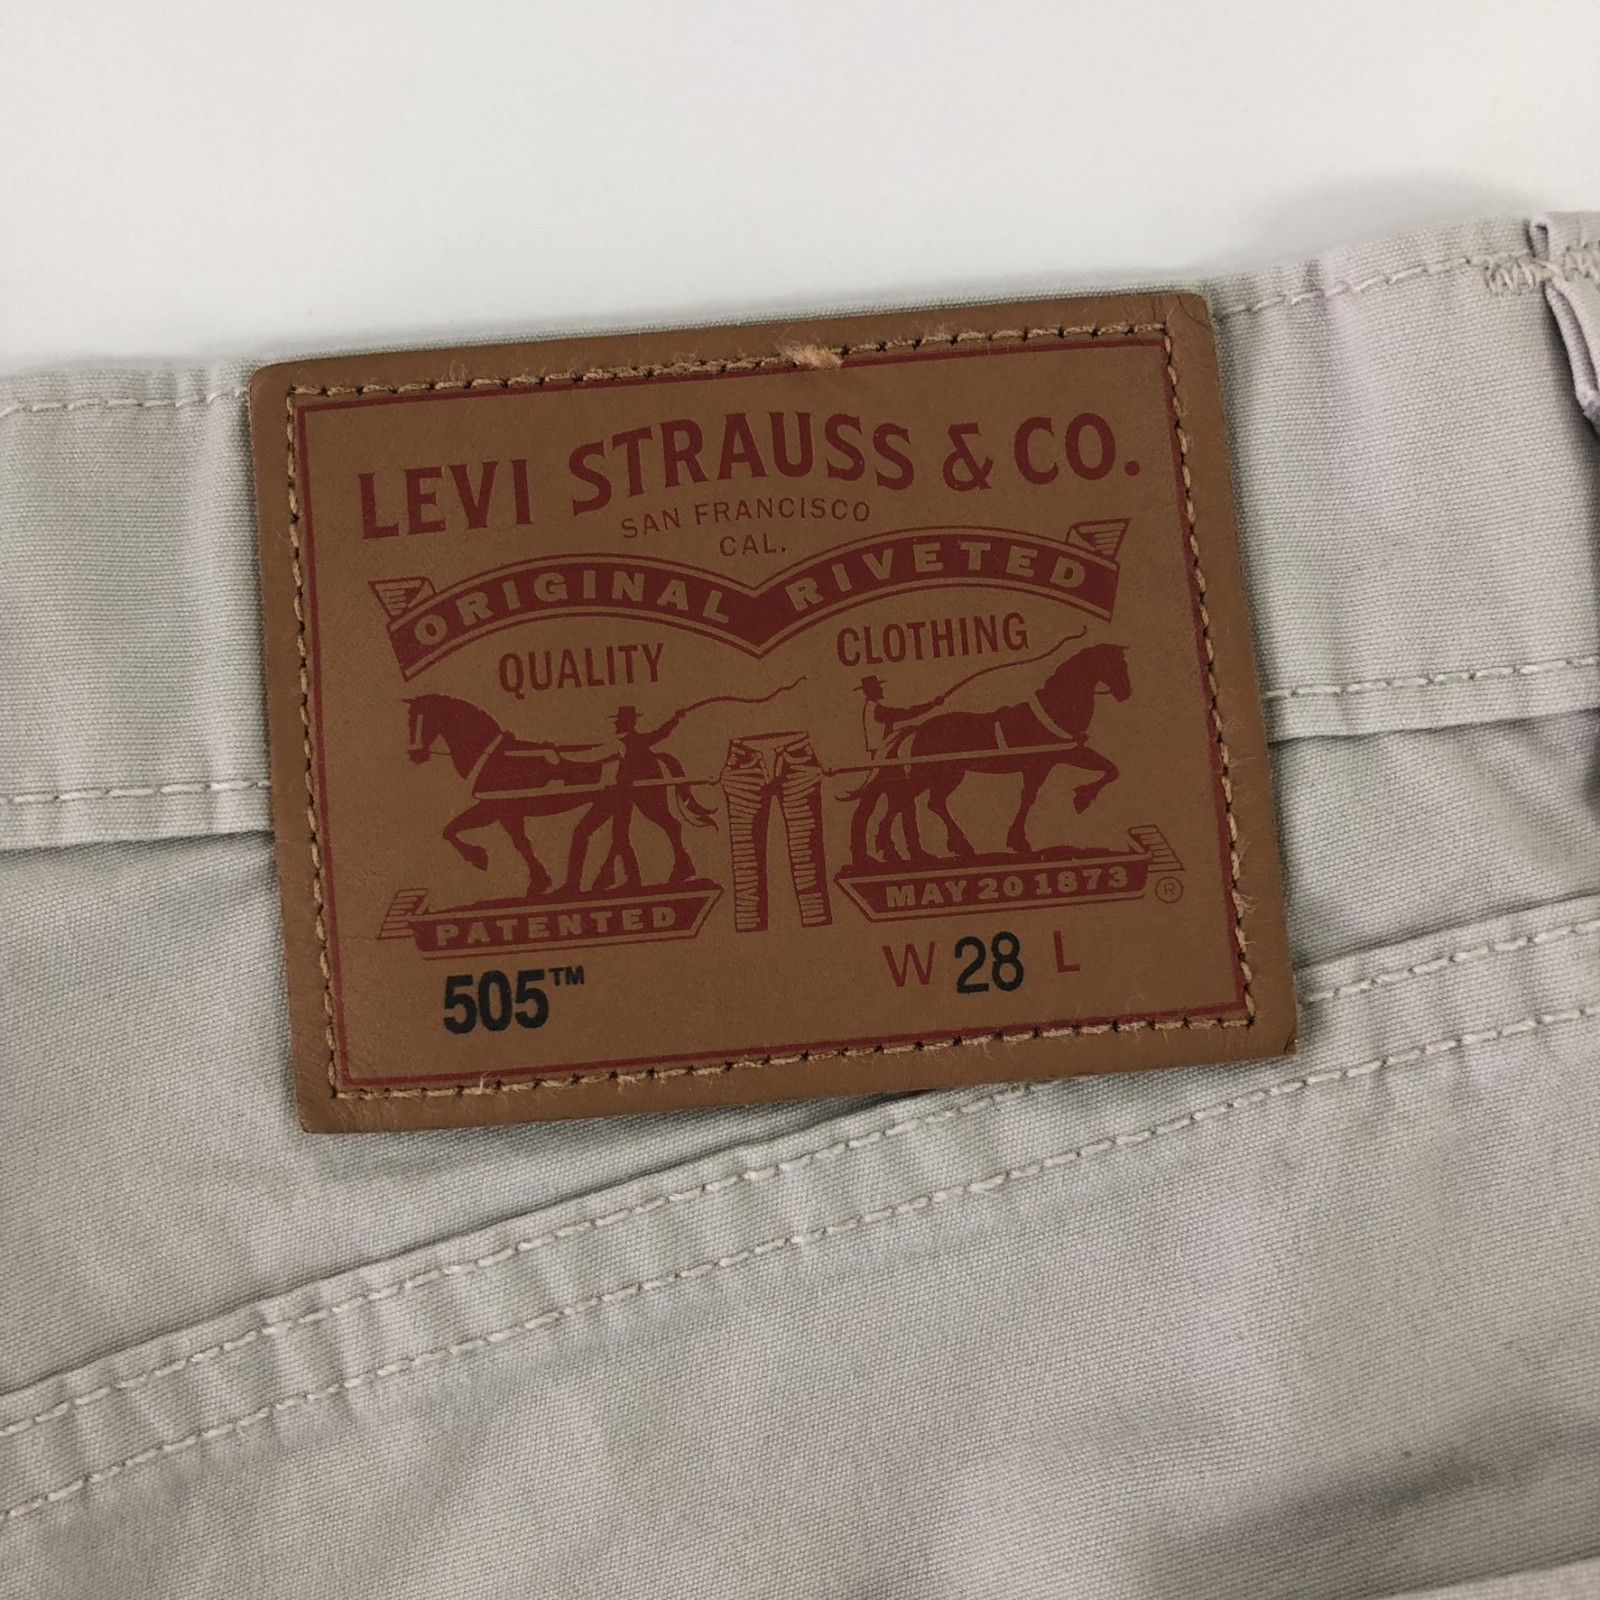 LEVI STRAUSS & CO.
SAN FRANCISCO
CAL.
ORIGINAL RIVETED
QUALITY CLOTHING
PATENTED MAY 20 1873 ®
505™ W 28 L